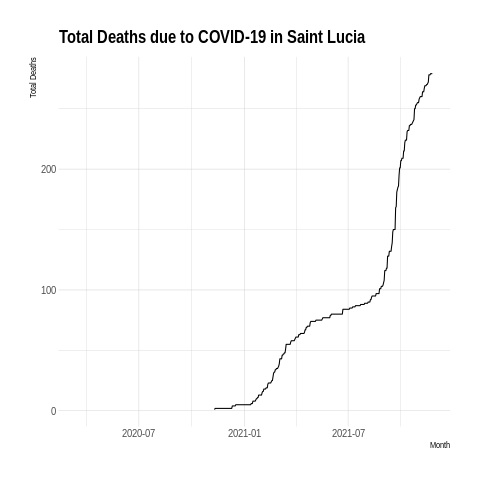 Total Deaths due to COVID-19 in Saint Lucia
Total Deaths
200
100
0
2020-07 2021-01 2021-07
Month